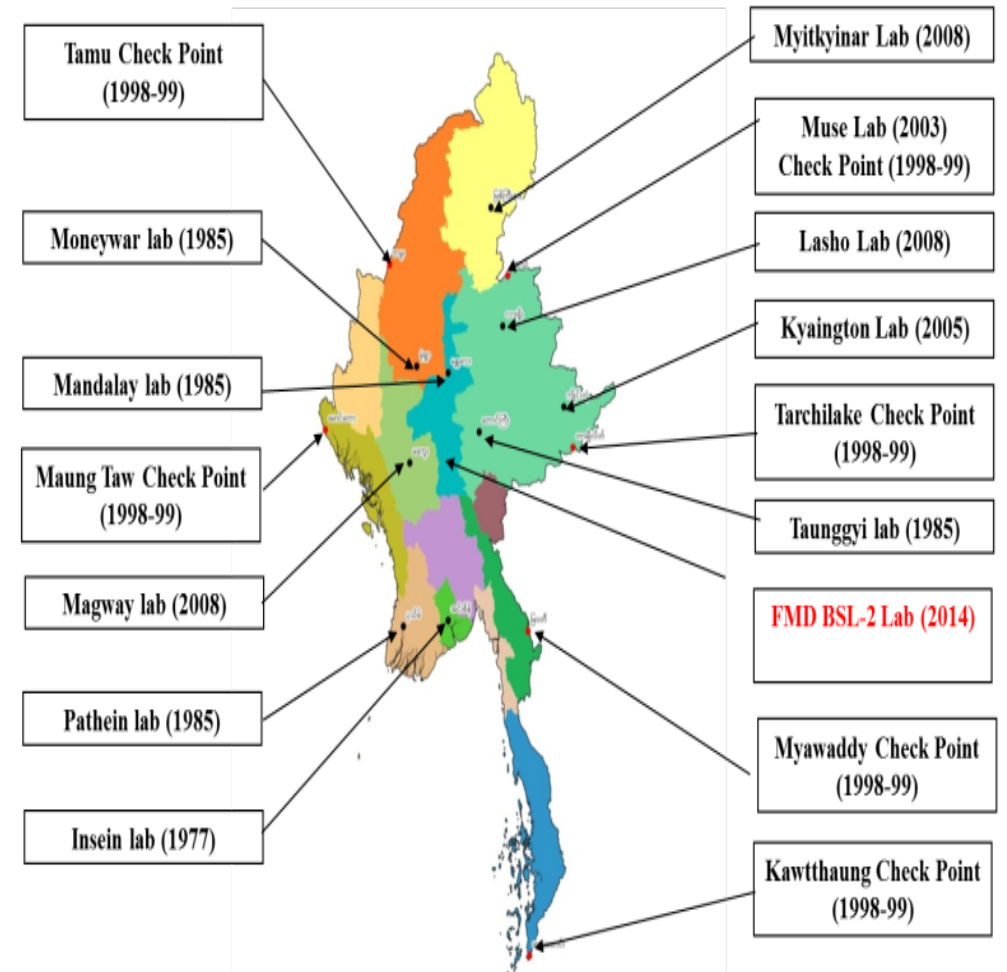 Tamu Check Point
(1998-99)
Moneywar lab (1985)
Mandalay lab (1985)
Maung Taw Check Point
(1998-99)
Magway lab (2008)
Pathein lab (1985)
Insein lab (1977)
Myitkyinar Lab (2008)
Muse Lab (2003)
Check Point (1998-99)
Lasho Lab (2008)
Kyaington Lab (2005)
Tarchilake Check Point
(1998-99)
Taunggyi lab (1985)
FMD BSL-2 Lab (2014)
Myawaddy Check Point
(1998-99)
Kawtthaung Check Point
(1998-99)